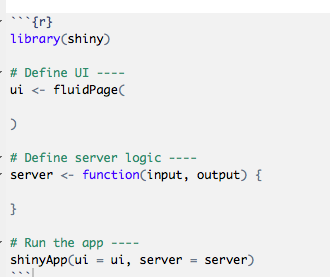 ```{r}
library(shiny)
# Define UI ----
ui <- fluidPage(
)
# Define server logic ----
server <- function(input, output) {
}
# Run the app ----
shinyApp(ui = ui, server = server)
```